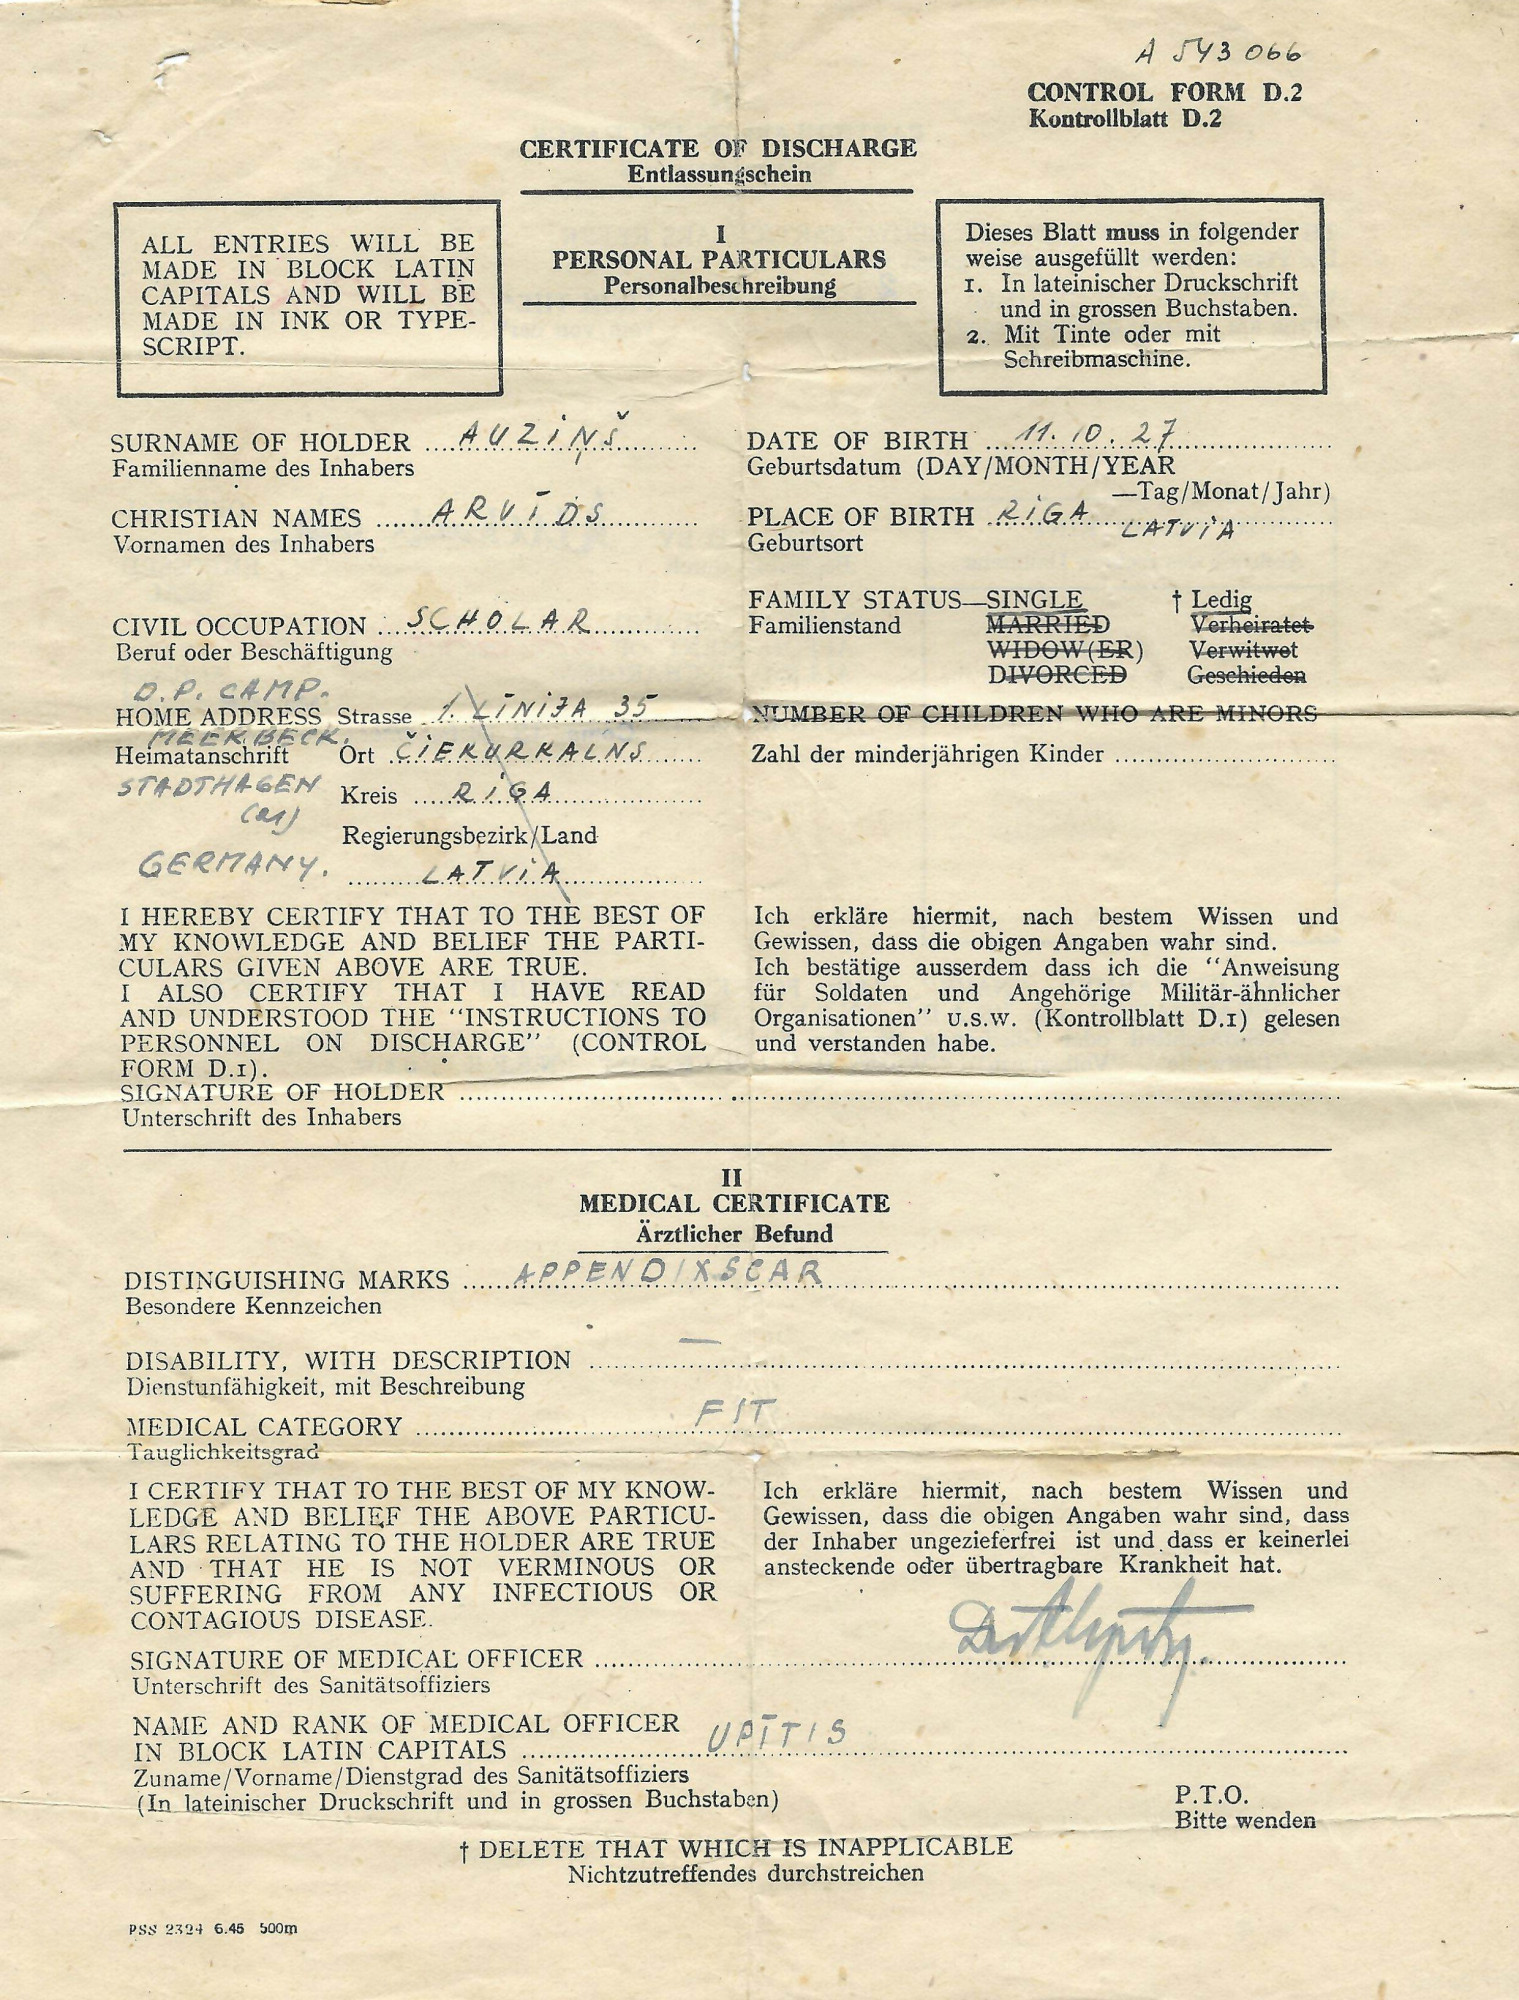 A 543 066
CONTROL FORM D.2
Kontrollblatt D.2
CERTIFICATE OF DISCHARGE
Entlassungschein
ALL ENTRIES WILL BE
MADE IN BLOCK LATIN
CAPITALS AND WILL BE
MADE IN INK OR TYPE-
SCRIPT.
I
PERSONAL PARTICULARS
Personalbeschreibung
Dieses Blatt muss in folgender
weise ausgefüllt werden:
1. In lateinischer Druckschrift
und in grossen Buchstaben.
2. Mit Tinte oder mit
Schreibmaschine.
SURNAME OF HOLDER AUZIŅŠ
Familienname des Inhabers
CHRISTIAN NAMES ARVĪDS
Vornamen des Inhabers
CIVIL OCCUPATION SCHOLAR
Beruf oder Beschäftigung
D.P. CAMP.
HOME ADDRESS Strasse 1. LĪNIJA 35
MEERBECK.
Heimatanschrift Ort ČIEKURKALNS
STADTHAGEN
Kreis RĪGA
Regierungsbezirk/Land
GERMANY.
LATVIA
DATE OF BIRTH 11. 10. 27
Geburtsdatum (DAY/MONTH/YEAR
—Tag/Monat/Jahr)
PLACE OF BIRTH RIGA
LATVIA
Geburtsort
FAMILY STATUS—SINGLE † Ledig
Familienstand MARRIED Verheiratet
WIDOW(ER) Verwitwet
DIVORCED Geschieden
NUMBER OF CHILDREN WHO ARE MINORS
Zahl der minderjährigen Kinder
I HEREBY CERTIFY THAT TO THE BEST OF
MY KNOWLEDGE AND BELIEF THE PARTI-
CULARS GIVEN ABOVE ARE TRUE.
I ALSO CERTIFY THAT I HAVE READ
AND UNDERSTOOD THE "INSTRUCTIONS TO
PERSONNEL ON DISCHARGE" (CONTROL
FORM D.1).
SIGNATURE OF HOLDER
Unterschrift des Inhabers
Ich erkläre hiermit, nach bestem Wissen und
Gewissen, dass die obigen Angaben wahr sind.
Ich bestätige ausserdem dass ich die "Anweisung
für Soldaten und Angehörige Militär-ähnlicher
Organisationen" u.s.w. (Kontrollblatt D.1) gelesen
und verstanden habe.
II
MEDICAL CERTIFICATE
Ärztlicher Befund
DISTINGUISHING MARKS APPENDIXSCAR
Besondere Kennzeichen
DISABILITY, WITH DESCRIPTION —
Dienstunfähigkeit, mit Beschreibung
MEDICAL CATEGORY FIT
Tauglichkeitsgrad
I CERTIFY THAT TO THE BEST OF MY KNOW-
LEDGE AND BELIEF THE ABOVE PARTICU-
LARS RELATING TO THE HOLDER ARE TRUE
AND THAT HE IS NOT VERMINOUS OR
SUFFERING FROM ANY INFECTIOUS OR
CONTAGIOUS DISEASE.
Ich erkläre hiermit, nach bestem Wissen und
Gewissen, dass die obigen Angaben wahr sind, dass
der Inhaber ungezieferfrei ist und dass er keinerlei
ansteckende oder übertragbare Krankheit hat.
SIGNATURE OF MEDICAL OFFICER
Unterschrift des Sanitätsoffiziers
NAME AND RANK OF MEDICAL OFFICER
IN BLOCK LATIN CAPITALS UPĪTIS
Zuname/Vorname/Dienstgrad des Sanitätsoffiziers
(In lateinischer Druckschrift und in grossen Buchstaben)
P.T.O.
Bitte wenden
† DELETE THAT WHICH IS INAPPLICABLE
Nichtzutreffendes durchstreichen
PSS 2324 6.45 500m